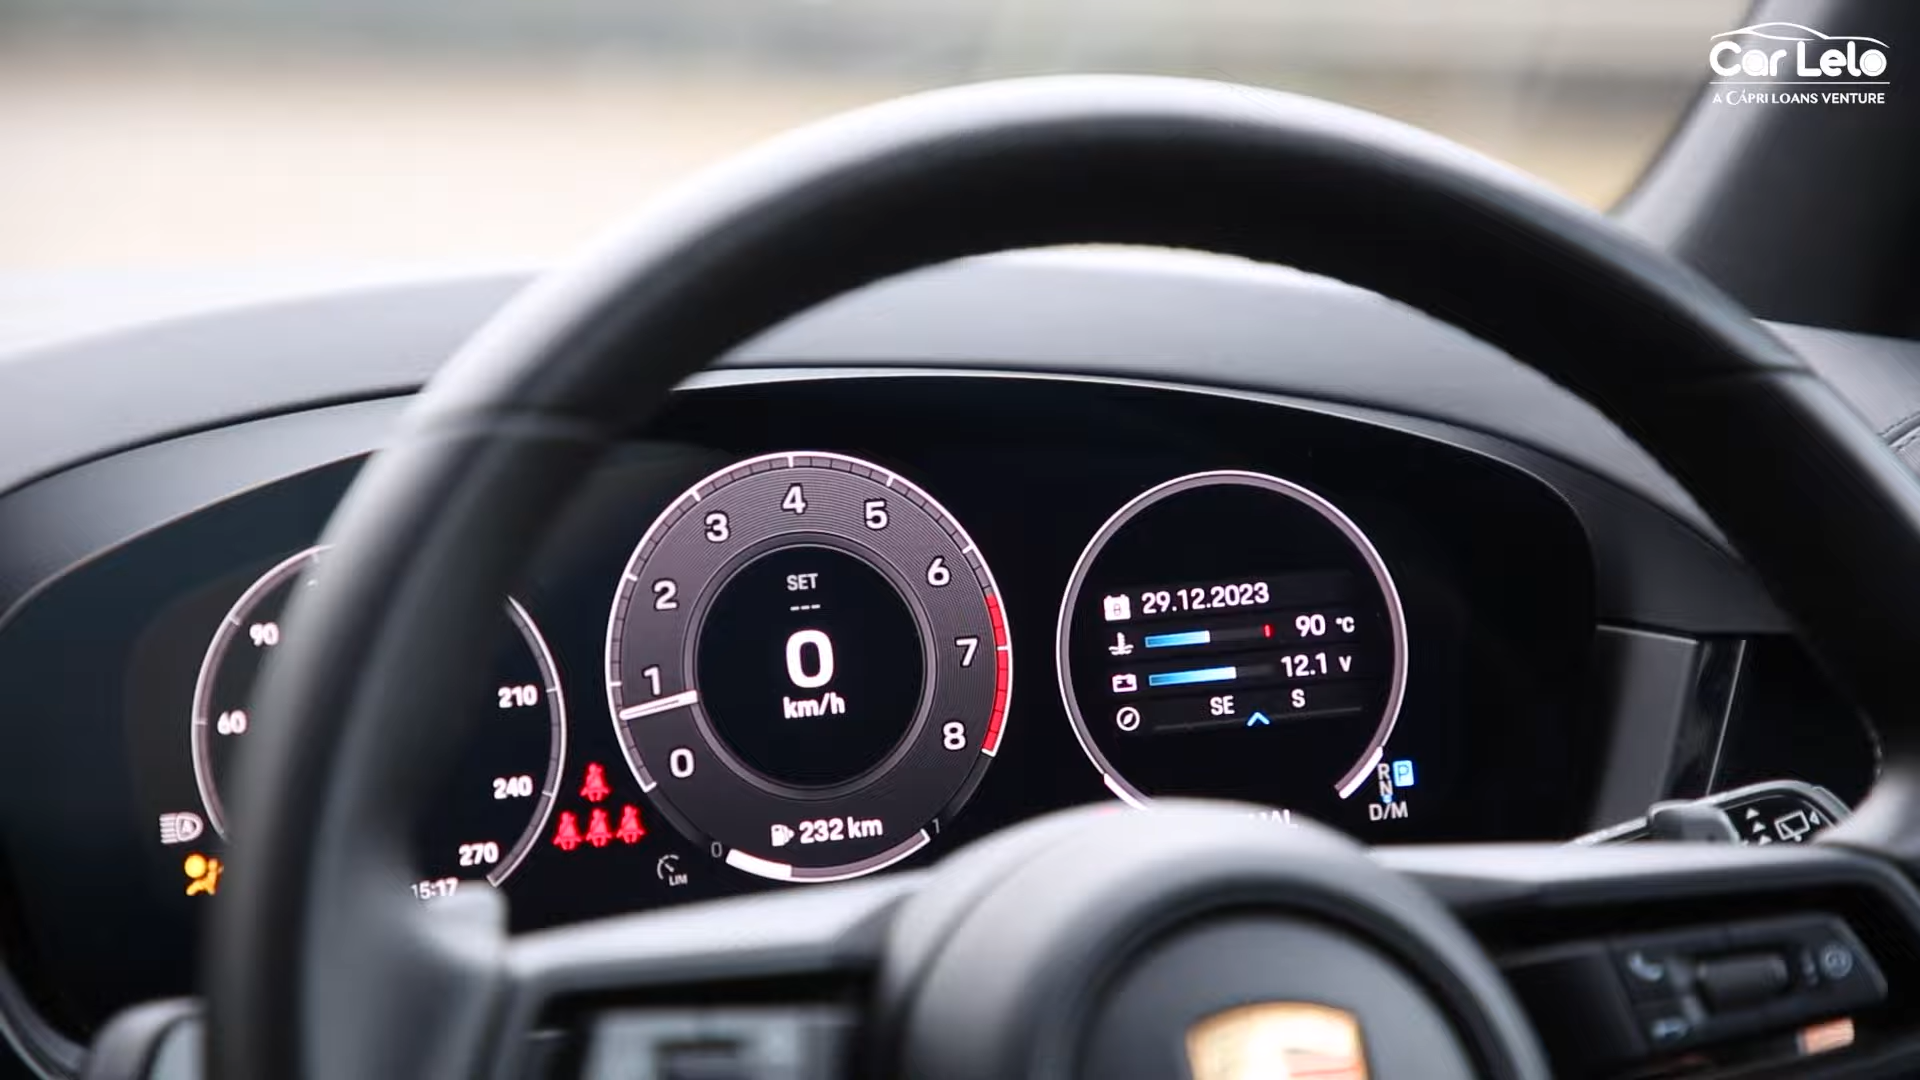 Car Lelo
A CAPRI LOANS VENTURE
90
60
210
240
270
15:17
4
3
5
2
6
1
7
0
8
SET
---
0
km/h
232 km
0
1
LIM
29.12.2023
90 °C
12.1 V
SE S
R
P
N
D/M
A